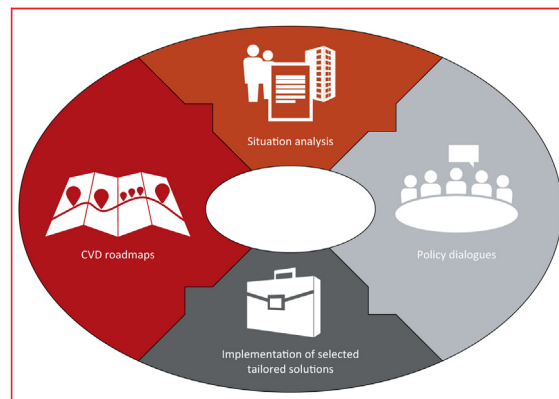 Situation analysis
CVD roadmaps
Policy dialogues
Implementation of selected
tailored solutions